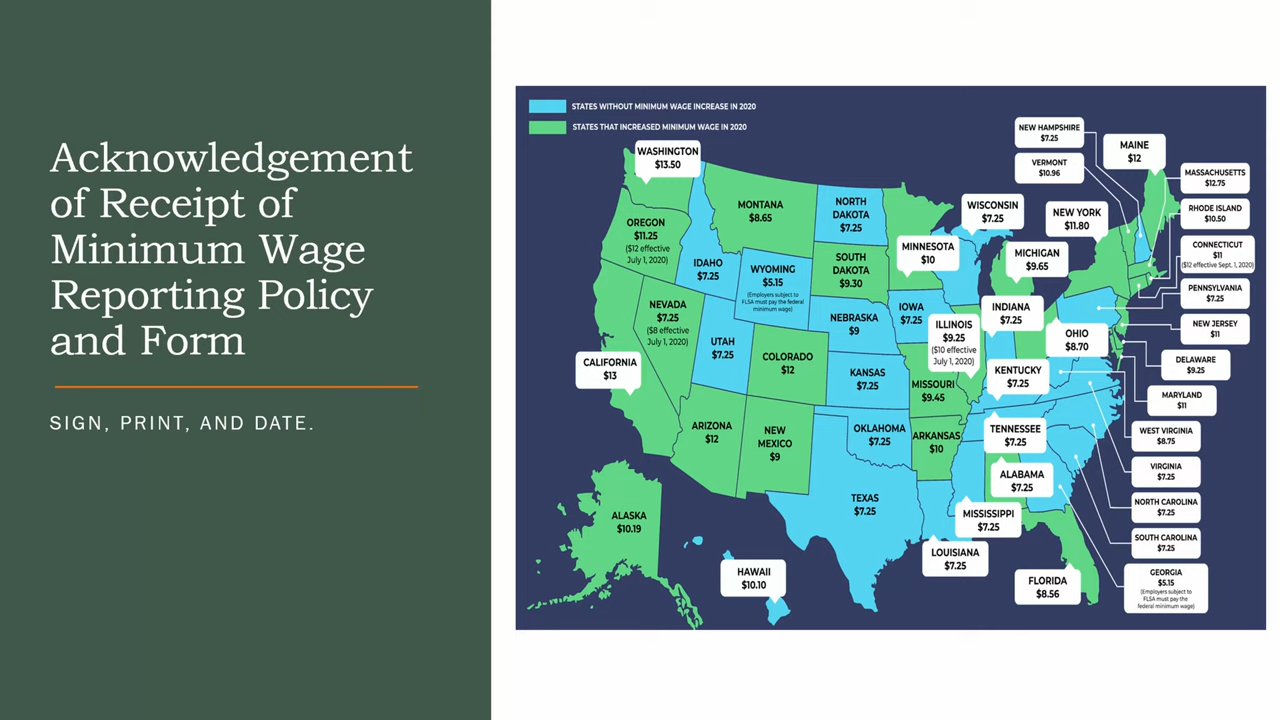 Acknowledgement
of Receipt of
Minimum Wage
Reporting Policy
and Form
SIGN, PRINT, AND DATE.
STATES WITHOUT MINIMUM WAGE INCREASE IN 2020
STATES THAT INCREASED MINIMUM WAGE IN 2020
WASHINGTON
$13.50
OREGON
$11.25
($12 effective
July 1, 2020)
CALIFORNIA
$13
NEVADA
$7.25
($8 effective
July 1, 2020)
IDAHO
$7.25
MONTANA
$8.65
WYOMING
$5.15
(Employers subject to
FLSA must pay the federal
minimum wage)
UTAH
$7.25
COLORADO
$12
ARIZONA
$12
NEW
MEXICO
$9
ALASKA
$10.19
HAWAII
$10.10
NORTH
DAKOTA
$7.25
SOUTH
DAKOTA
$9.30
NEBRASKA
$9
KANSAS
$7.25
OKLAHOMA
$7.25
TEXAS
$7.25
MINNESOTA
$10
IOWA
$7.25
MISSOURI
$9.45
ARKANSAS
$10
LOUISIANA
$7.25
WISCONSIN
$7.25
ILLINOIS
$9.25
($10 effective
July 1, 2020)
MICHIGAN
$9.65
INDIANA
$7.25
OHIO
$8.70
KENTUCKY
$7.25
TENNESSEE
$7.25
ALABAMA
$7.25
MISSISSIPPI
$7.25
FLORIDA
$8.56
NEW HAMPSHIRE
$7.25
VERMONT
$10.96
MAINE
$12
NEW YORK
$11.80
MASSACHUSETTS
$12.75
RHODE ISLAND
$10.50
CONNECTICUT
$11
($12 effective Sept. 1, 2020)
PENNSYLVANIA
$7.25
NEW JERSEY
$11
DELAWARE
$9.25
MARYLAND
$11
WEST VIRGINIA
$8.75
VIRGINIA
$7.25
NORTH CAROLINA
$7.25
SOUTH CAROLINA
$7.25
GEORGIA
$5.15
(Employers subject to
FLSA must pay the
federal minimum wage)